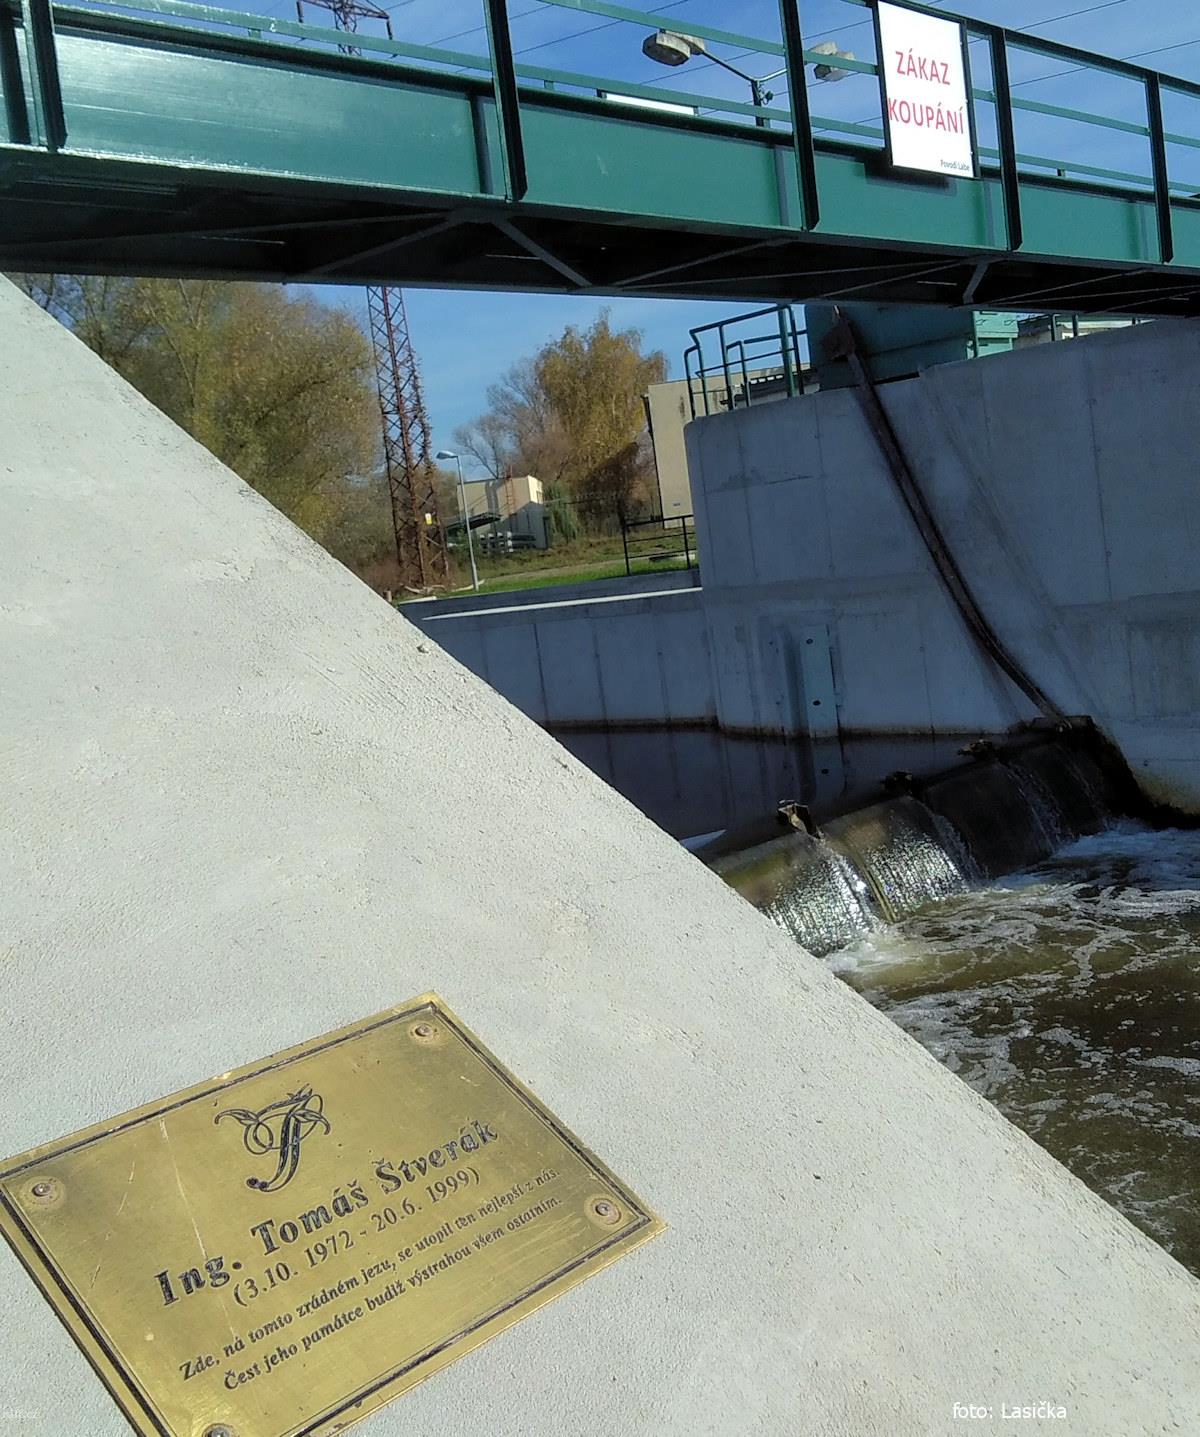 ZÁKAZ
KOUPÁNÍ
Povodí Labe
Ing. Tomáš Štverák
(3.10. 1972 - 20.6. 1999)
Zde, na tomto zrádném jezu, se utopil ten nejlepší z nás.
Čest jeho památce budiž výstrahou všem ostatním.
foto: Lasička